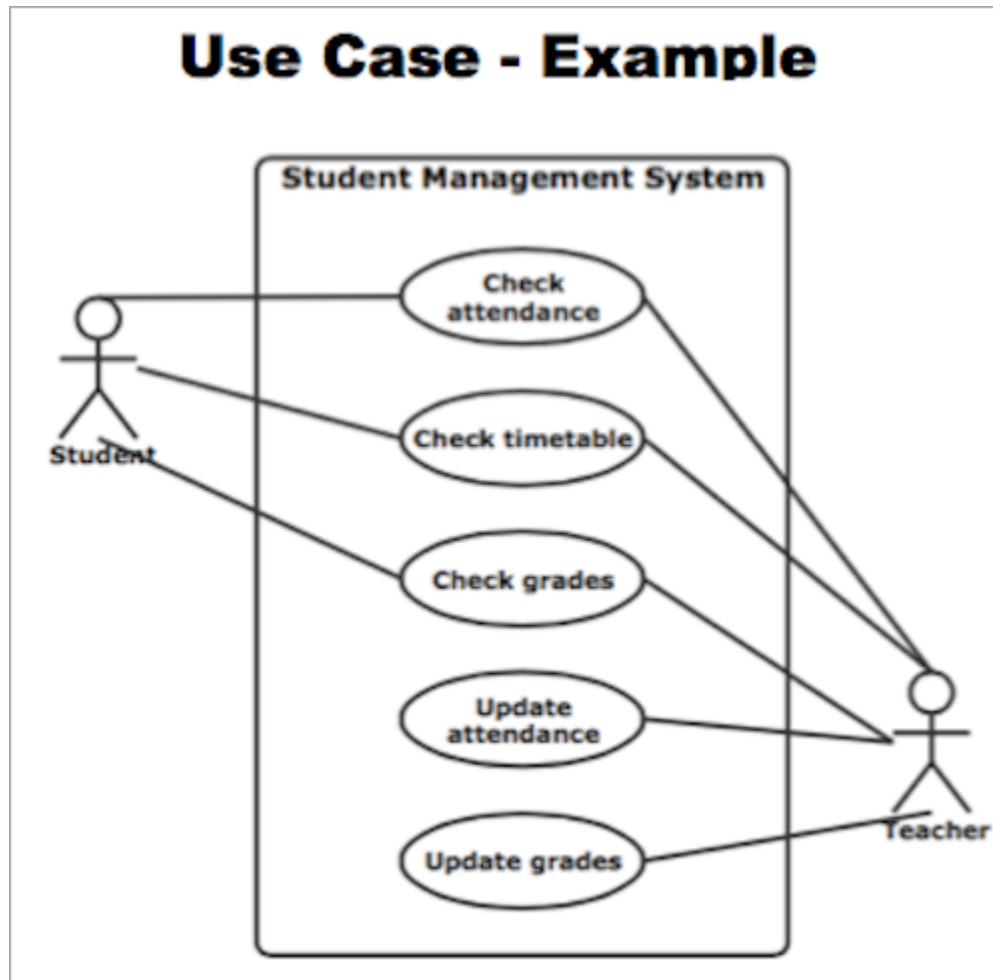 Use Case - Example
Student Management System
Check
attendance
Check timetable
Student
Check grades
Update
attendance
Teacher
Update grades